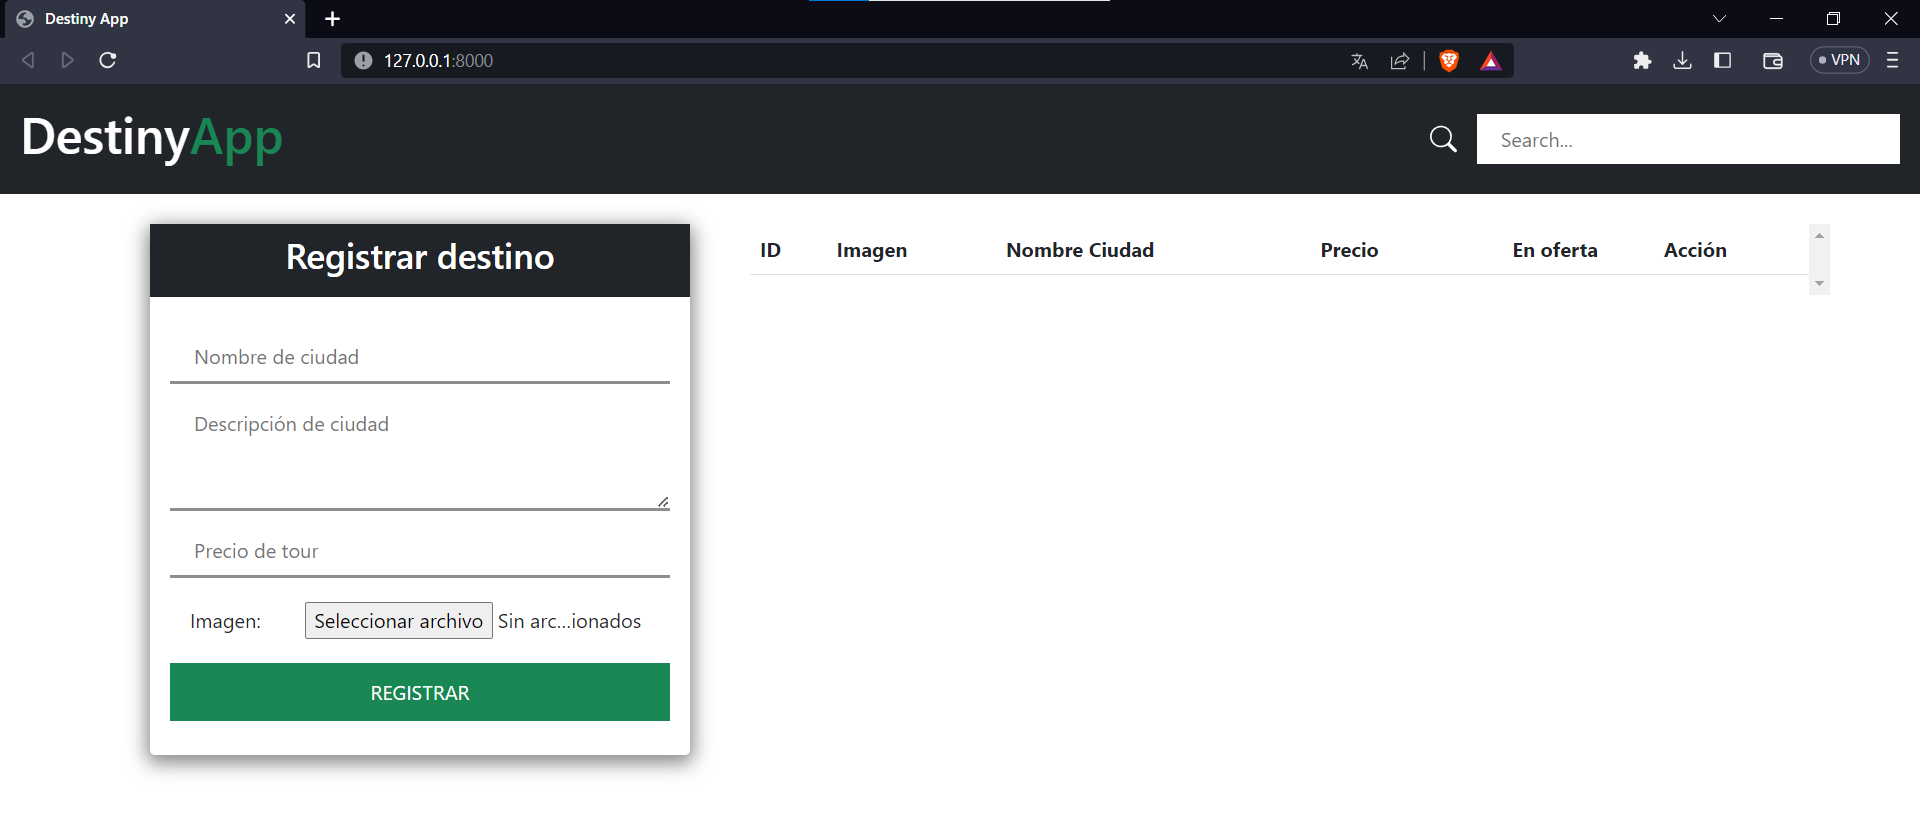 Destiny App
127.0.0.1:8000
VPN
DestinyApp
Search...
Registrar destino
Nombre de ciudad
Descripción de ciudad
Precio de tour
Imagen: Seleccionar archivo Sin arc...ionados
REGISTRAR
ID Imagen Nombre Ciudad Precio En oferta Acción